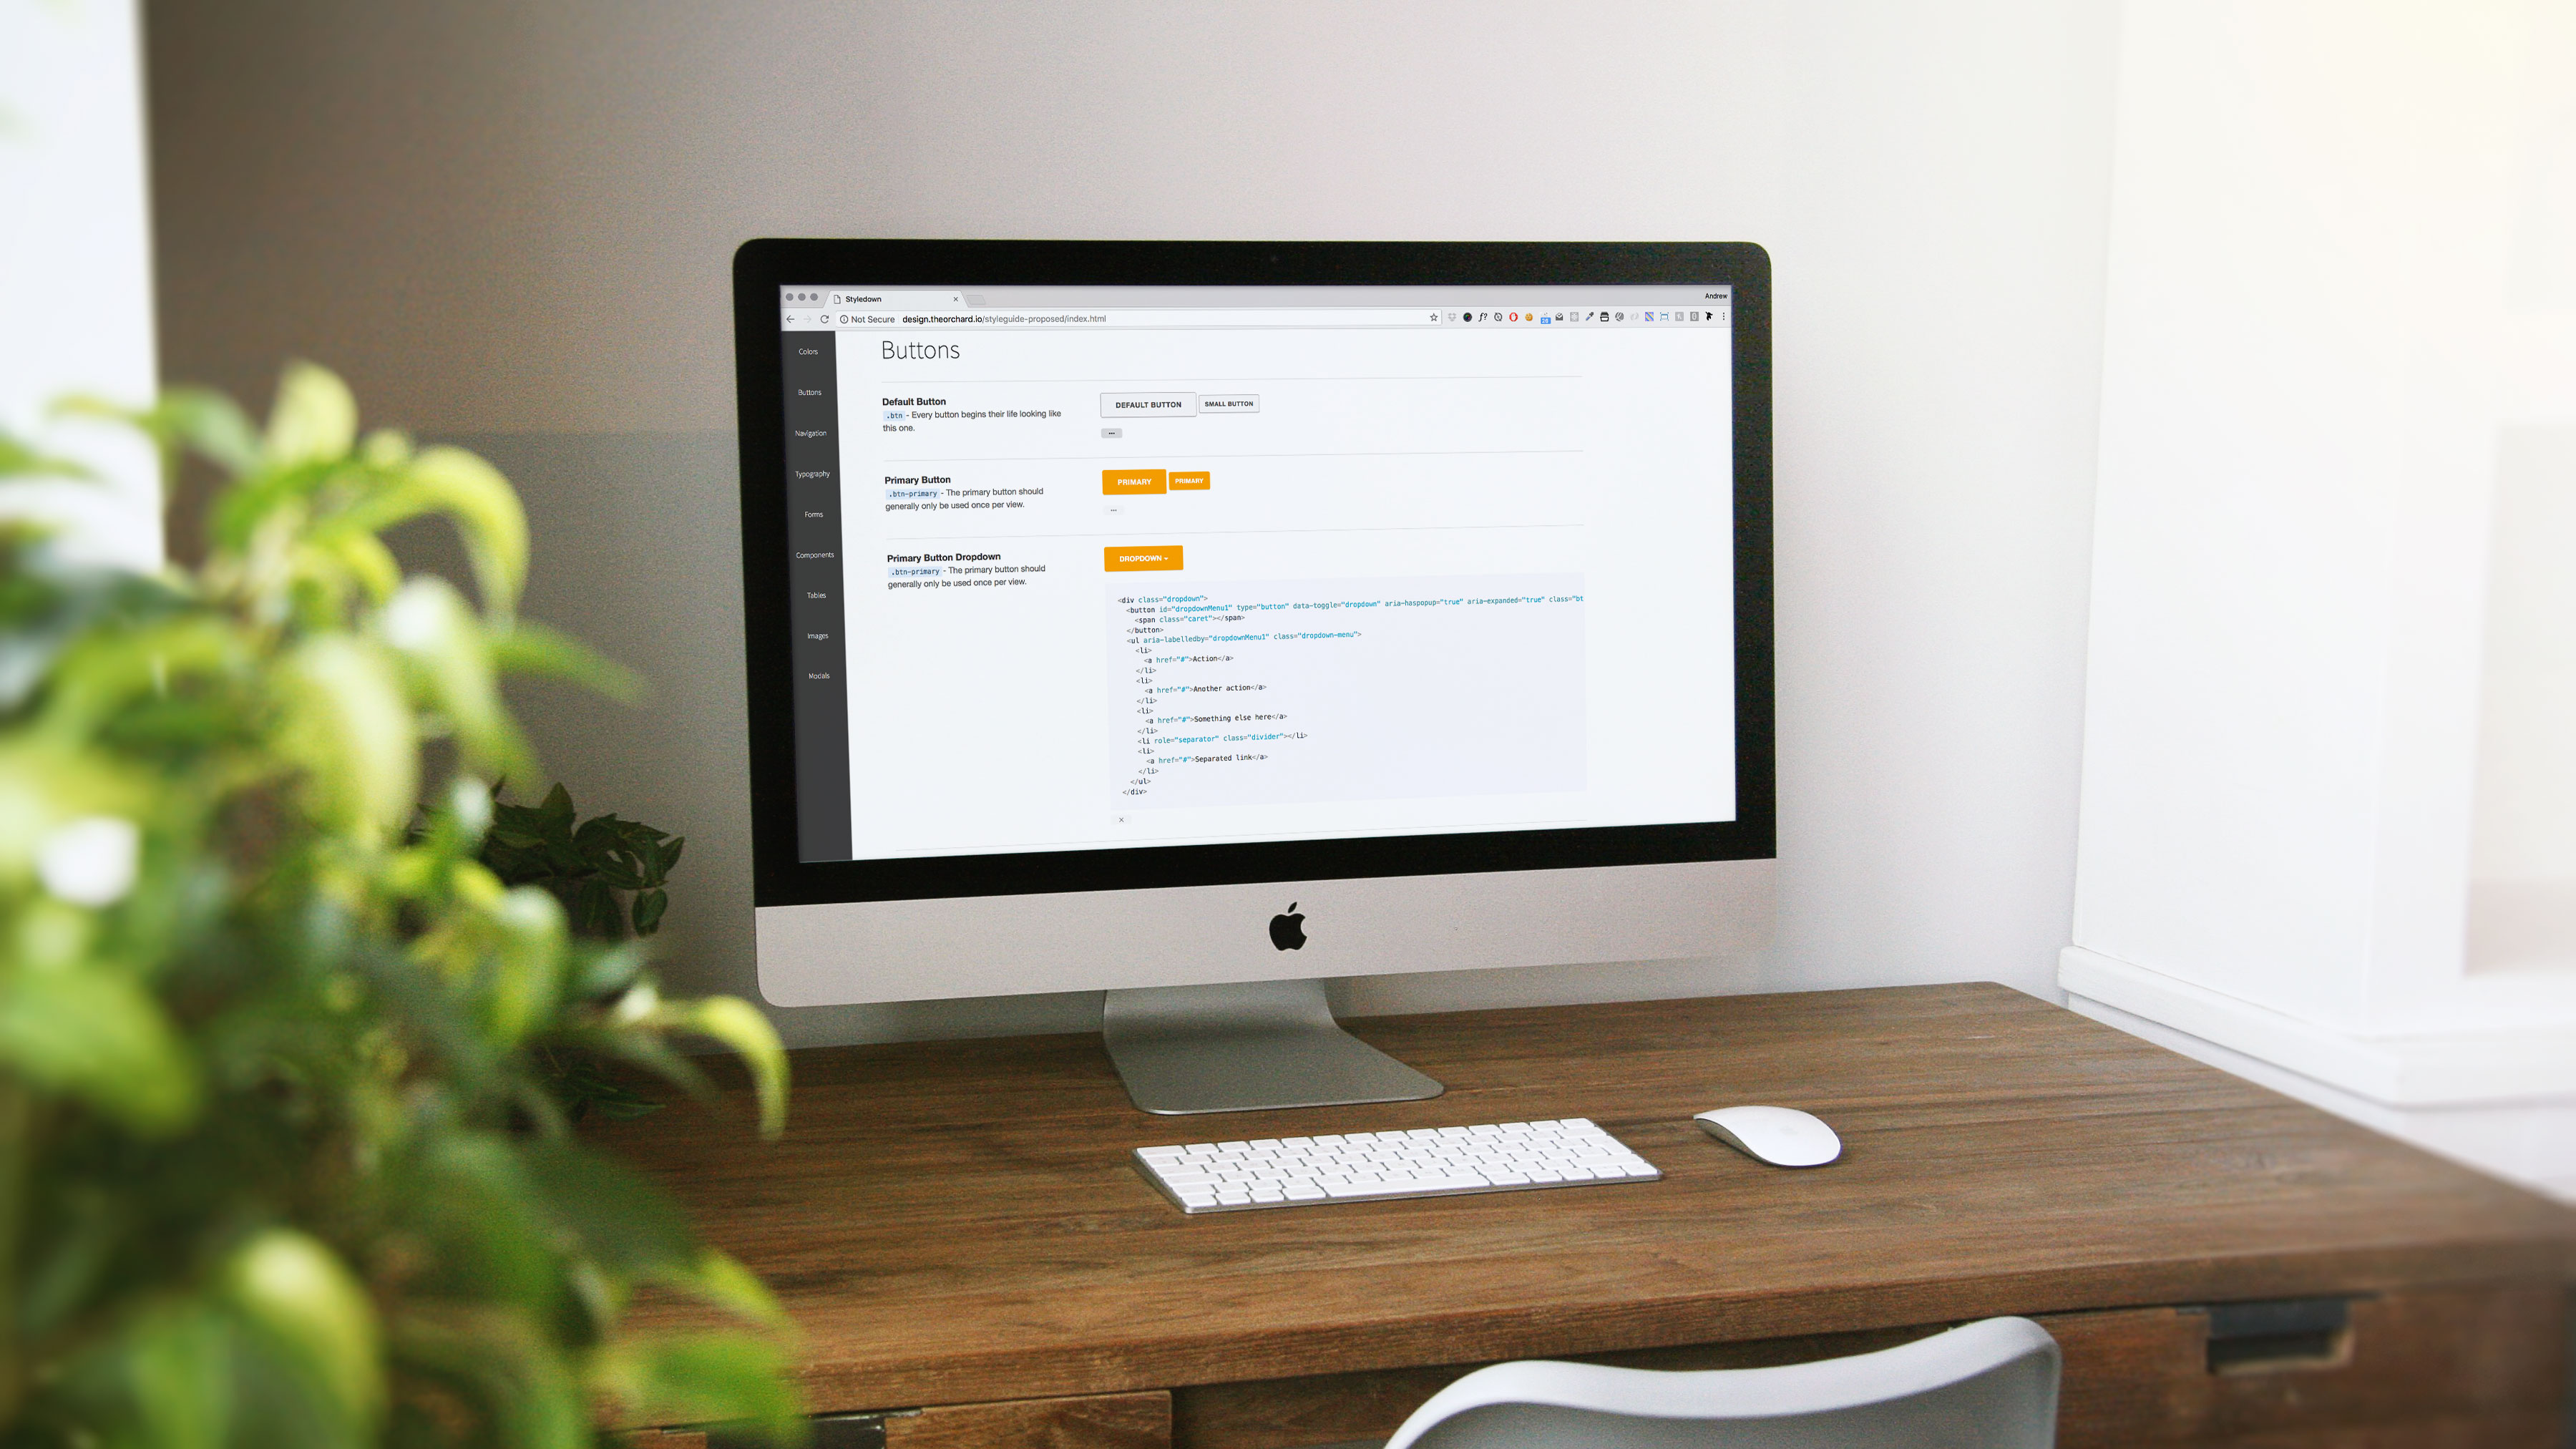 Styledown
Andrew
Not Secure design.theorchard.io/styleguide-proposed/index.html
Colors
Buttons
Navigation
Typography
Forms
Components
Tables
Images
Modals
Buttons
Default Button
.btn - Every button begins their life looking like
this one.
DEFAULT BUTTON SMALL BUTTON
Primary Button
.btn-primary - The primary button should
generally only be used once per view.
PRIMARY PRIMARY
Primary Button Dropdown
.btn-primary - The primary button should
generally only be used once per view.
DROPDOWN
<div class="dropdown">
<button id="dropdownMenu1" type="button" data-toggle="dropdown" aria-haspopup="true" aria-expanded="true" class="bt
<span class="caret"></span>
</button>
<ul aria-labelledby="dropdownMenu1" class="dropdown-menu">
<li>
<a href="#">Action</a>
</li>
<li>
<a href="#">Another action</a>
</li>
<li>
<a href="#">Something else here</a>
</li>
<li role="separator" class="divider"></li>
<li>
<a href="#">Separated link</a>
</li>
</ul>
</div>